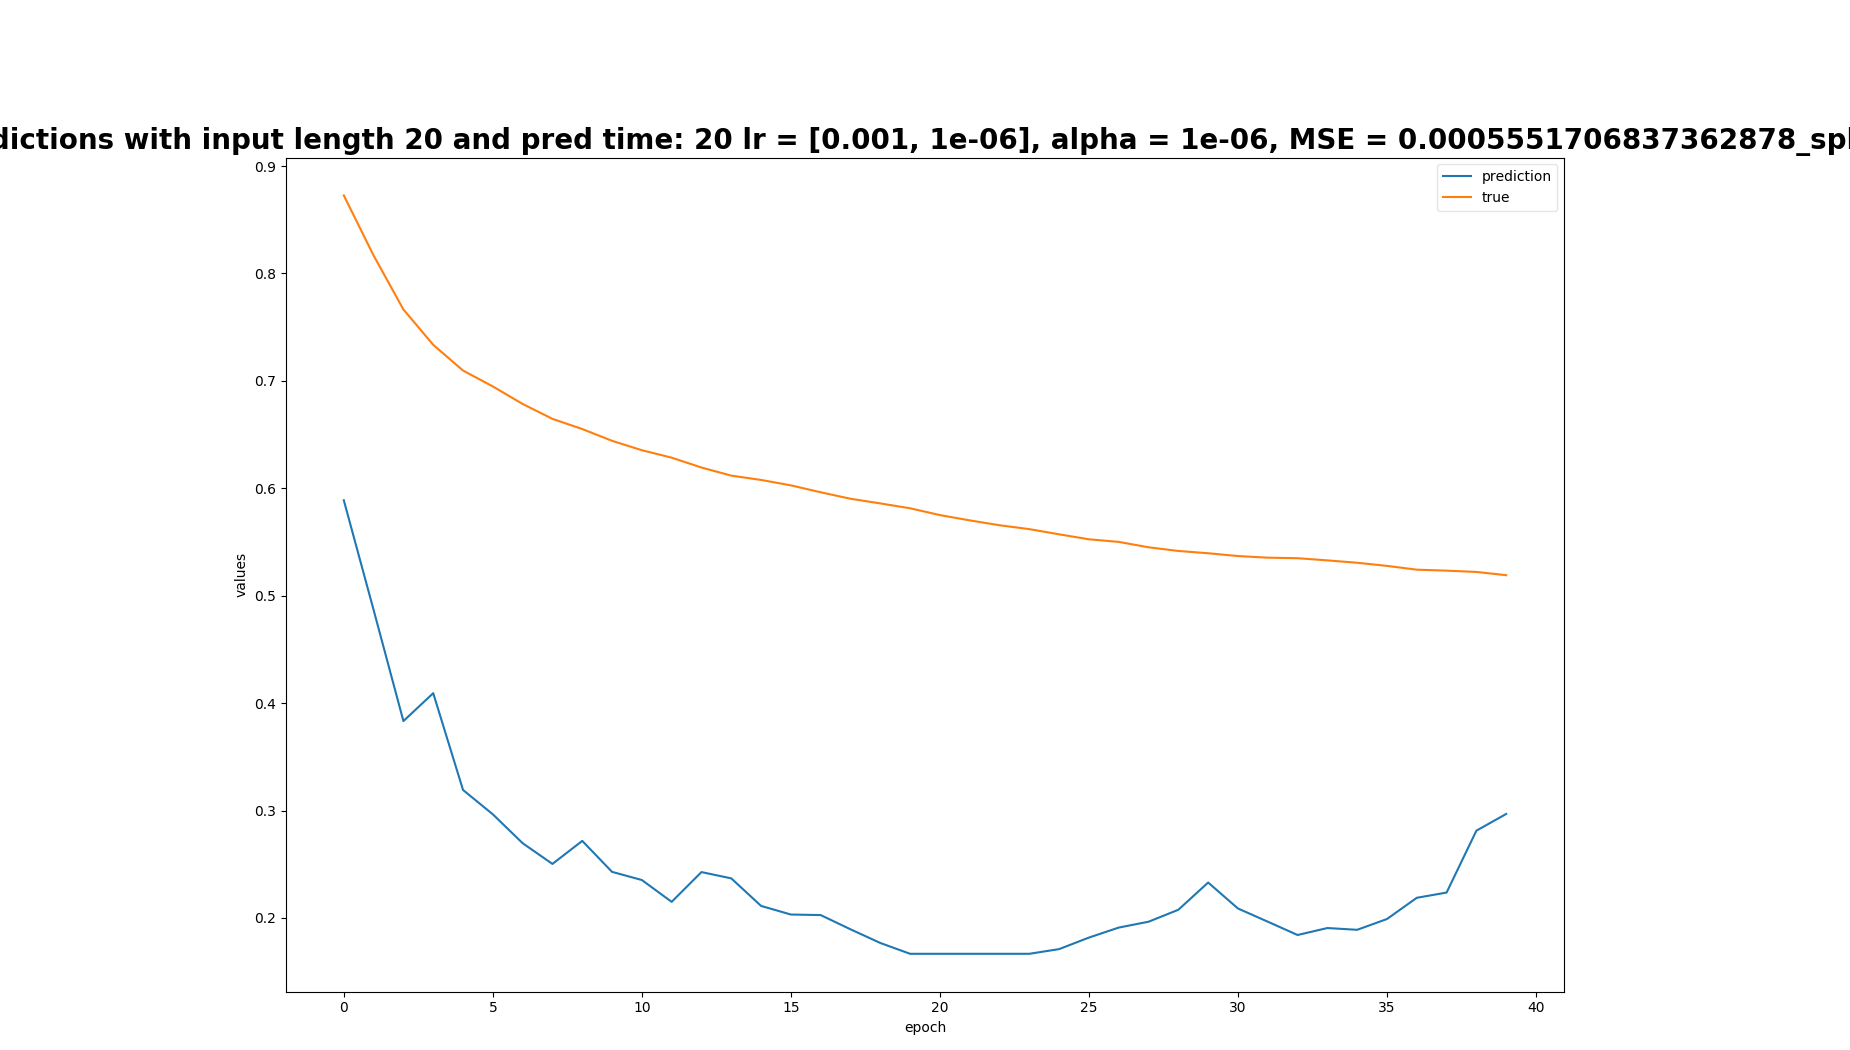 dictions with input length 20 and pred time: 20 lr = [0.001, 1e-06], alpha = 1e-06, MSE = 0.0005551706837362878_spl
prediction
true
0.9
0.8
0.7
0.6
0.5
0.4
0.3
0.2
values
0 5 10 15 20 25 30 35 40
epoch